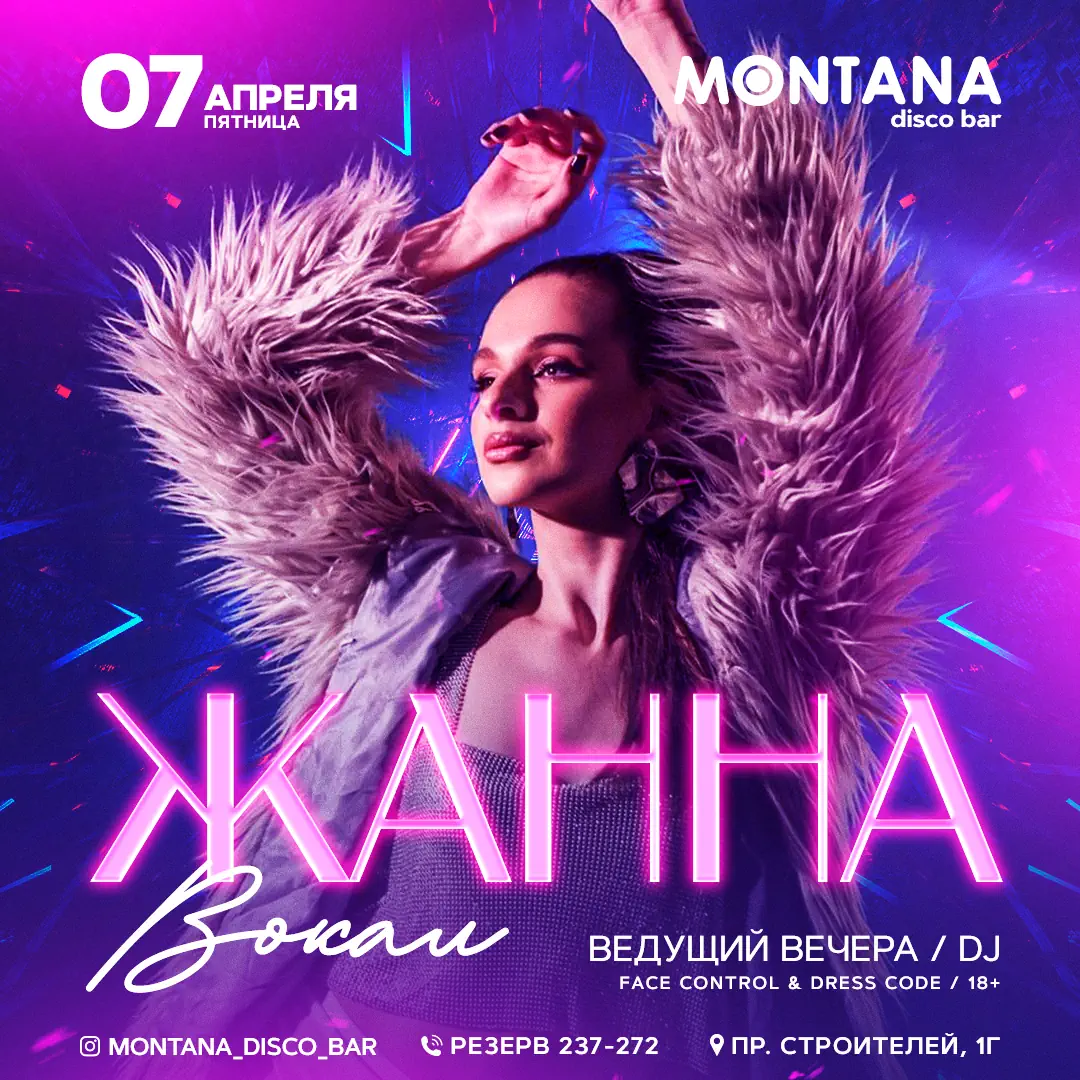 07 АПРЕЛЯ
ПЯТНИЦА
MONTANA
disco bar
ЖАННА
Вокал
ВЕДУЩИЙ ВЕЧЕРА / DJ
FACE CONTROL & DRESS CODE / 18+
MONTANA_DISCO_BAR
РЕЗЕРВ 237-272
ПР. СТРОИТЕЛЕЙ, 1Г